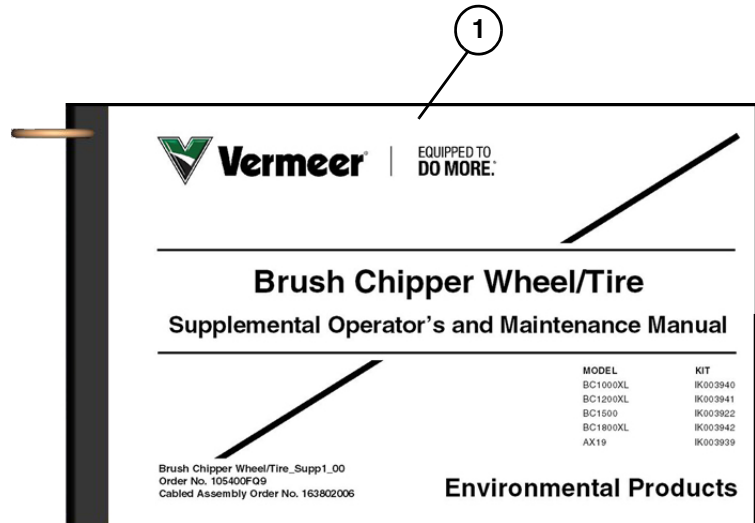 1
Vermeer®
EQUIPPED TO
DO MORE.®
Brush Chipper Wheel/Tire
Supplemental Operator's and Maintenance Manual
MODEL KIT
BC1000XL IK003940
BC1200XL IK003941
BC1500 IK003922
BC1800XL IK003942
AX19 IK003939
Brush Chipper Wheel/Tire_Supp1_00
Order No. 105400FQ9
Cabled Assembly Order No. 163802006
Environmental Products